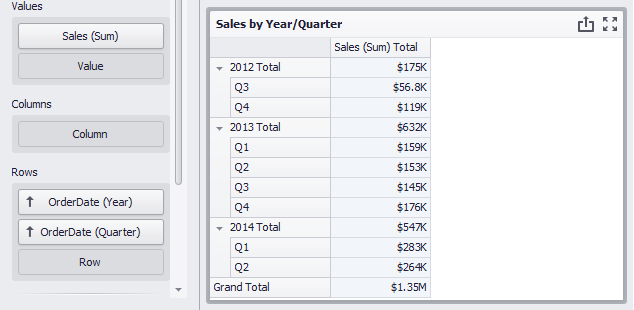 Values
Sales (Sum)
Value
Columns
Column
Rows
OrderDate (Year)
OrderDate (Quarter)
Row
Sales by Year/Quarter
Sales (Sum) Total
2012 Total $175K
Q3 $56.8K
Q4 $119K
2013 Total $632K
Q1 $159K
Q2 $153K
Q3 $145K
Q4 $176K
2014 Total $547K
Q1 $283K
Q2 $264K
Grand Total $1.35M